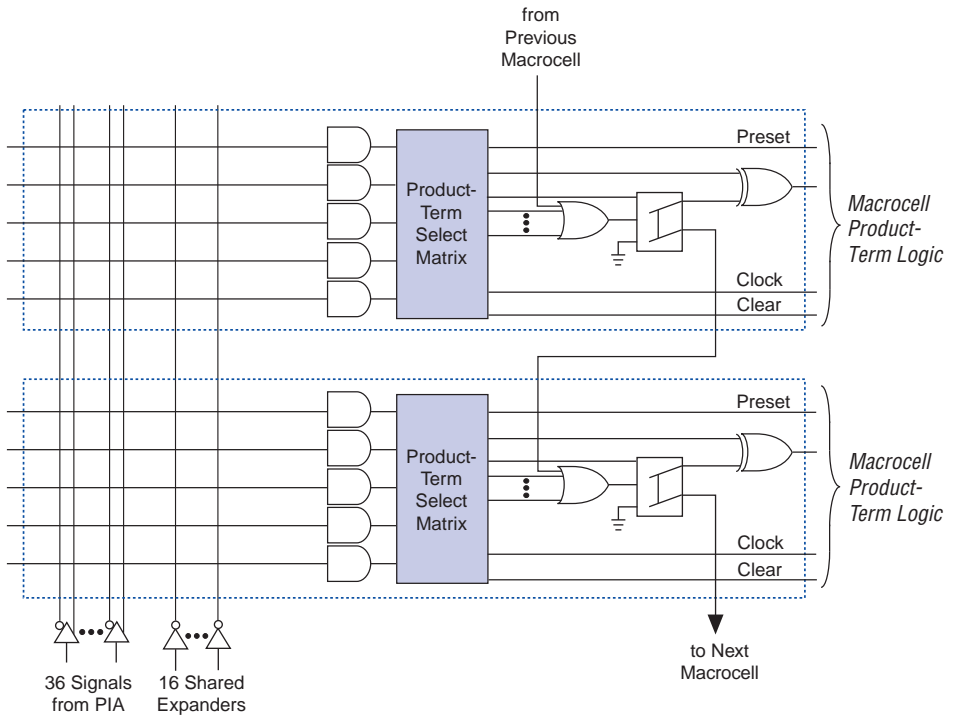 from
Previous
Macrocell
Preset
Product-
Term
Select
Matrix
Clock
Clear
Macrocell
Product-
Term Logic
Preset
Product-
Term
Select
Matrix
Clock
Clear
Macrocell
Product-
Term Logic
36 Signals
from PIA
16 Shared
Expanders
to Next
Macrocell